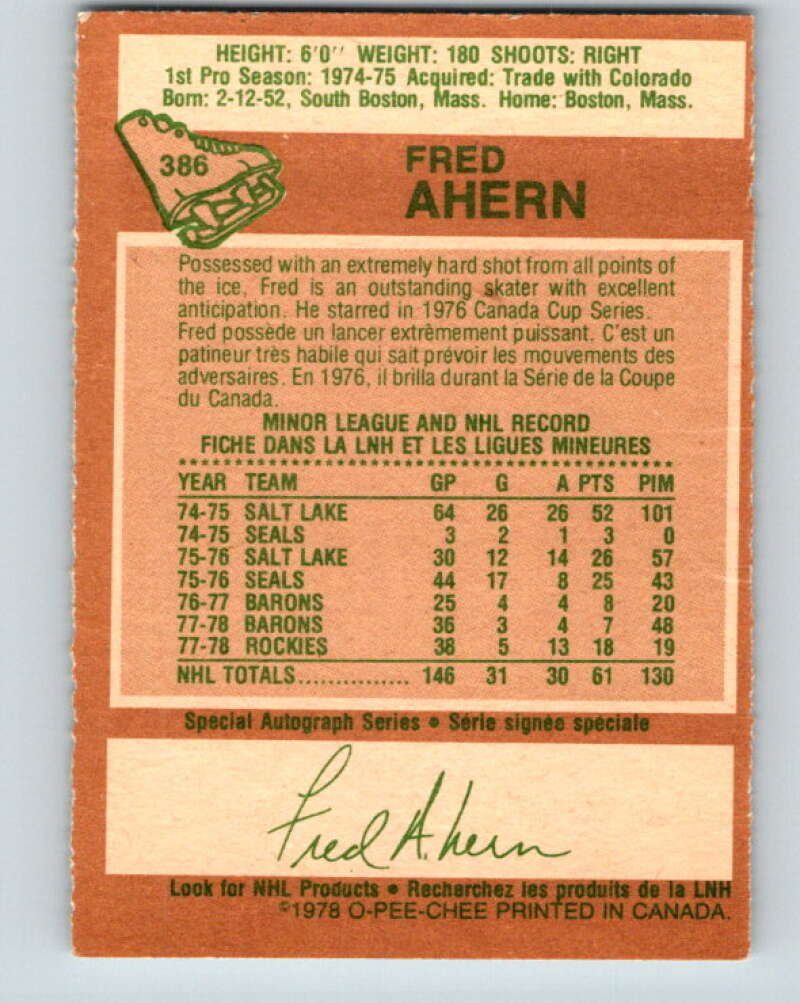 HEIGHT: 6'0'' WEIGHT: 180 SHOOTS: RIGHT
1st Pro Season: 1974-75 Acquired: Trade with Colorado
Born: 2-12-52, South Boston, Mass. Home: Boston, Mass.
386
FRED
AHERN
Possessed with an extremely hard shot from all points of
the ice, Fred is an outstanding skater with excellent
anticipation. He starred in 1976 Canada Cup Series.
Fred possède un lancer extrèmement puissant. C'est un
patineur très habile qui sait prévoir les mouvements des
adversaires. En 1976, il brilla durant la Série de la Coupe
du Canada.
MINOR LEAGUE AND NHL RECORD
FICHE DANS LA LNH ET LES LIGUES MINEURES
YEAR TEAM GP G A PTS PIM
74-75 SALT LAKE 64 26 26 52 101
74-75 SEALS 3 2 1 3 0
75-76 SALT LAKE 30 12 14 26 57
75-76 SEALS 44 17 8 25 43
76-77 BARONS 25 4 4 8 20
77-78 BARONS 36 3 4 7 48
77-78 ROCKIES 38 5 13 18 19
NHL TOTALS............... 146 31 30 61 130
Special Autograph Series • Série signée spéciale
Fred Ahern
Look for NHL Products • Recherchez les produits de la LNH
©1978 O-PEE-CHEE PRINTED IN CANADA.